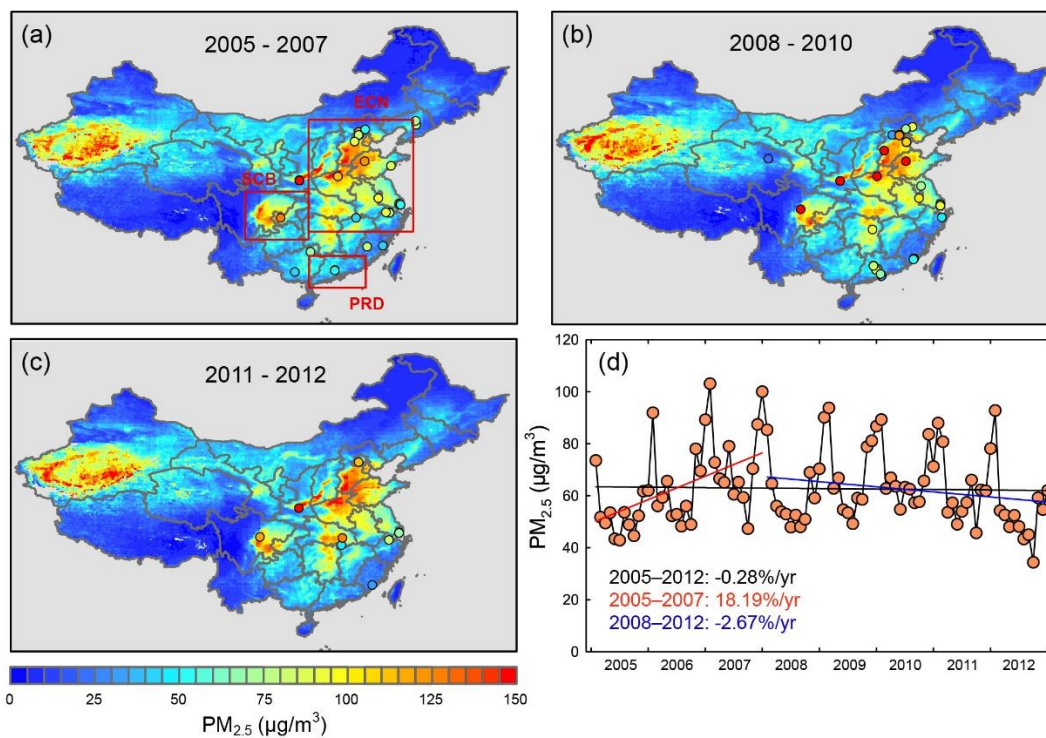 (a)
2005 - 2007
ECN
SCB
PRD
(b)
2008 - 2010
(c)
2011 - 2012
0 25 50 75 100 125 150
PM2.5 (µg/m³)
(d)
120
100
80
60
40
20
0
PM2.5 (µg/m³)
2005–2012: -0.28%/yr
2005–2007: 18.19%/yr
2008–2012: -2.67%/yr
2005 2006 2007 2008 2009 2010 2011 2012